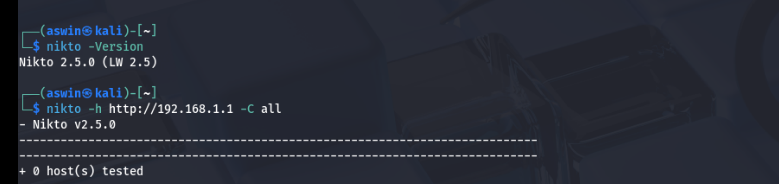 ┌──(aswin㉿kali)-[~]
└─$ nikto -Version
Nikto 2.5.0 (LW 2.5)
┌──(aswin㉿kali)-[~]
└─$ nikto -h http://192.168.1.1 -C all
- Nikto v2.5.0
---------------------------------------------------------------------------
---------------------------------------------------------------------------
+ 0 host(s) tested